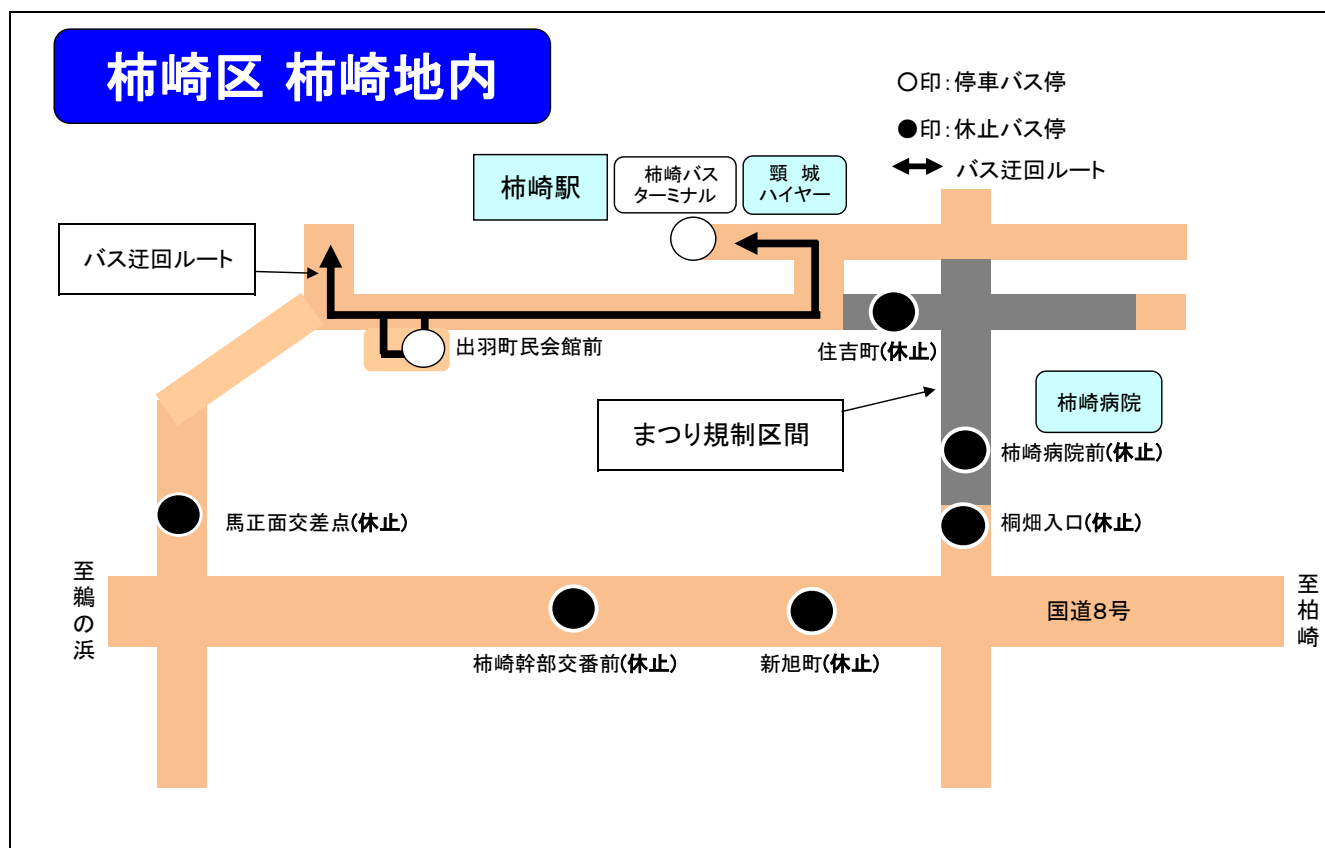 柿崎区 柿崎地内
○印：停車バス停
●印：休止バス停
バス迂回ルート
柿崎駅
柿崎バス
ターミナル
頸 城
ハイヤー
バス迂回ルート
出羽町民会館前
住吉町(休止)
まつり規制区間
柿崎病院
柿崎病院前(休止)
馬正面交差点(休止)
桐畑入口(休止)
至鵜の浜
国道８号
至柏崎
柿崎幹部交番前(休止)
新旭町(休止)